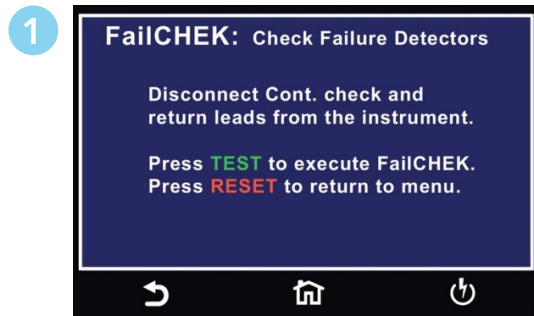 1
FailCHEK: Check Failure Detectors
Disconnect Cont. check and
return leads from the instrument.
Press TEST to execute FailCHEK.
Press RESET to return to menu.